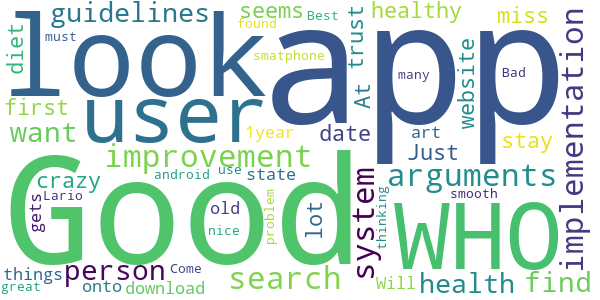 look app
guidelines seems healthy miss
must found Best
diet smatphone At trust many Bad
first user website
want 1year date art Just stay
implementation
Good WHO
improvement system arguments
crazy android use state
gets Lario old lot problem thinking smooth
nice
things person Come search Will health find
great onto download